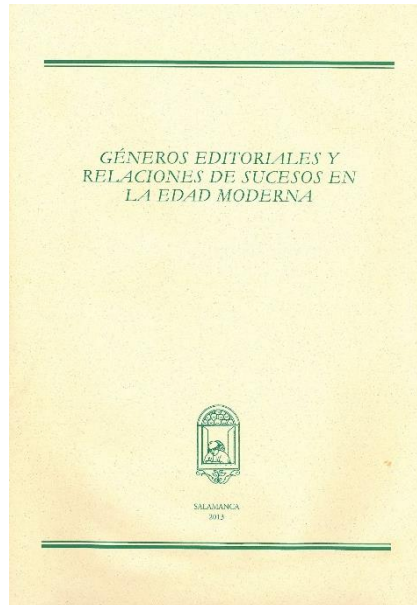 GÉNEROS EDITORIALES Y
RELACIONES DE SUCESOS EN
LA EDAD MODERNA
SALAMANCA
2013